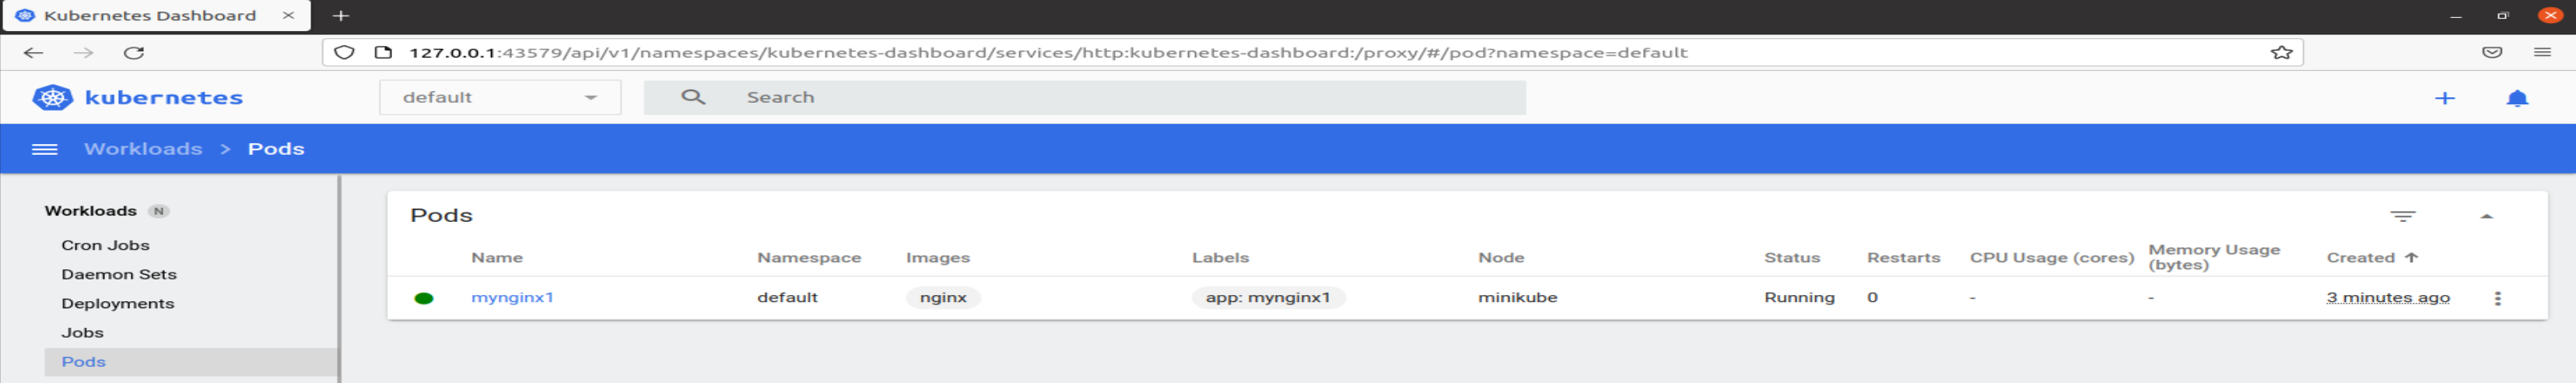 Kubernetes Dashboard
127.0.0.1:43579/api/v1/namespaces/kubernetes-dashboard/services/http:kubernetes-dashboard:/proxy/#/pod?namespace=default
kubernetes default Search
Workloads > Pods
Workloads N
Cron Jobs
Daemon Sets
Deployments
Jobs
Pods
Pods
Name Namespace Images Labels Node Status Restarts CPU Usage (cores) Memory Usage (bytes) Created
mynginx1 default nginx app: mynginx1 minikube Running 0 - - 3 minutes ago